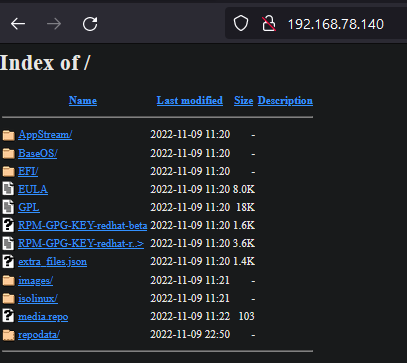 192.168.78.140
Index of /
Name Last modified Size Description
AppStream/ 2022-11-09 11:20 -
BaseOS/ 2022-11-09 11:20 -
EFI/ 2022-11-09 11:20 -
EULA 2022-11-09 11:20 8.0K
GPL 2022-11-09 11:20 18K
RPM-GPG-KEY-redhat-beta 2022-11-09 11:20 1.6K
RPM-GPG-KEY-redhat-r..> 2022-11-09 11:20 3.6K
extra_files.json 2022-11-09 11:20 1.4K
images/ 2022-11-09 11:21 -
isolinux/ 2022-11-09 11:21 -
media.repo 2022-11-09 11:22 103
repodata/ 2022-11-09 22:50 -